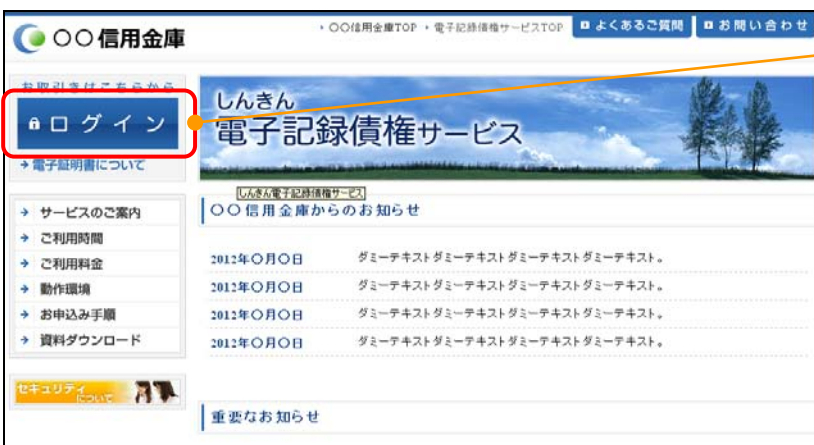 ○○信用金庫
・○○信用金庫TOP ・電子記録債権サービスTOP
よくあるご質問
お問い合わせ
お取引きはこちらから
ログイン
電子証明書について
しんきん
電子記録債権サービス
しんきん電子記録債権サービス
サービスのご案内
ご利用時間
ご利用料金
動作環境
お申込み手順
資料ダウンロード
セキュリティ
について
○○信用金庫からのお知らせ
2012年○月○日 ダミーテキストダミーテキストダミーテキストダミーテキスト。
2012年○月○日 ダミーテキストダミーテキストダミーテキストダミーテキスト。
2012年○月○日 ダミーテキストダミーテキストダミーテキストダミーテキスト。
2012年○月○日 ダミーテキストダミーテキストダミーテキストダミーテキスト。
重要なお知らせ